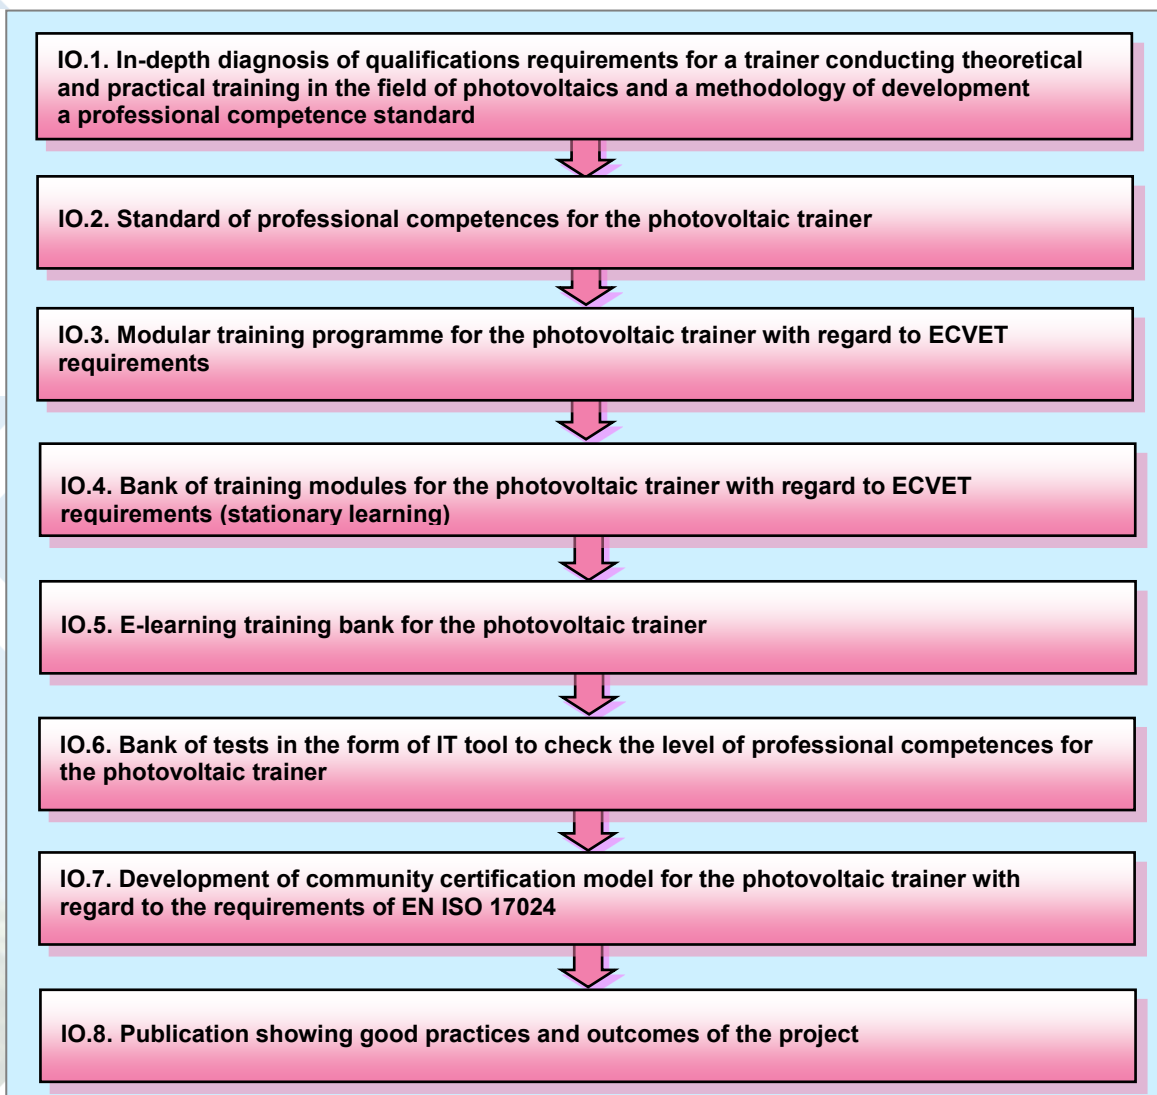 IO.1. In-depth diagnosis of qualifications requirements for a trainer conducting theoretical
and practical training in the field of photovoltaics and a methodology of development
a professional competence standard
IO.2. Standard of professional competences for the photovoltaic trainer
IO.3. Modular training programme for the photovoltaic trainer with regard to ECVET
requirements
IO.4. Bank of training modules for the photovoltaic trainer with regard to ECVET
requirements (stationary learning)
IO.5. E-learning training bank for the photovoltaic trainer
IO.6. Bank of tests in the form of IT tool to check the level of professional competences for
the photovoltaic trainer
IO.7. Development of community certification model for the photovoltaic trainer with
regard to the requirements of EN ISO 17024
IO.8. Publication showing good practices and outcomes of the project